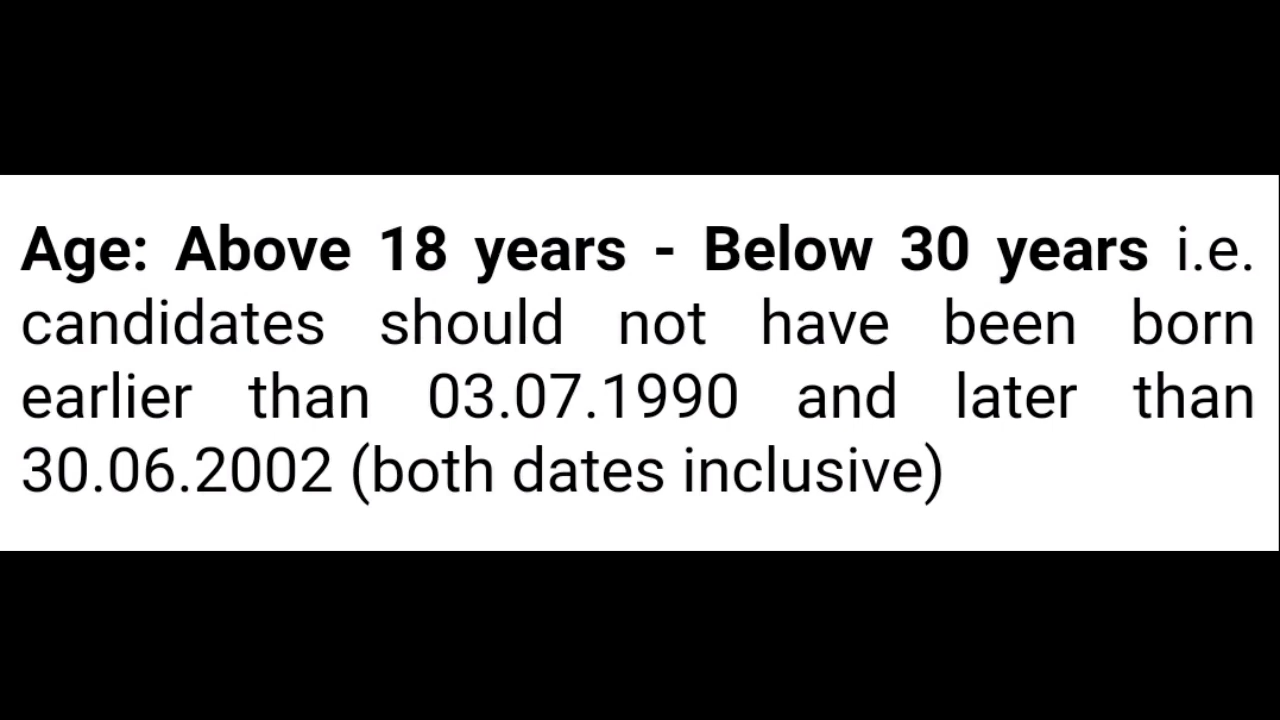 Age: Above 18 years - Below 30 years i.e.
candidates should not have been born
earlier than 03.07.1990 and later than
30.06.2002 (both dates inclusive)